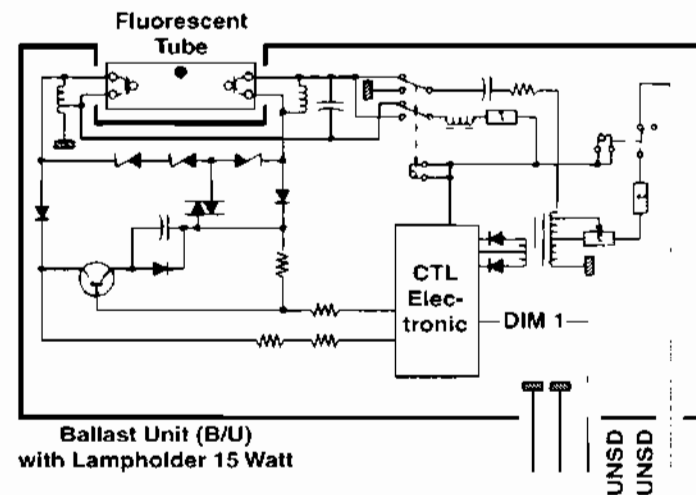 Fluorescent
Tube
CTL
Elec-
tronic
DIM 1
Ballast Unit (B/U)
with Lampholder 15 Watt
UNSD
UNSD